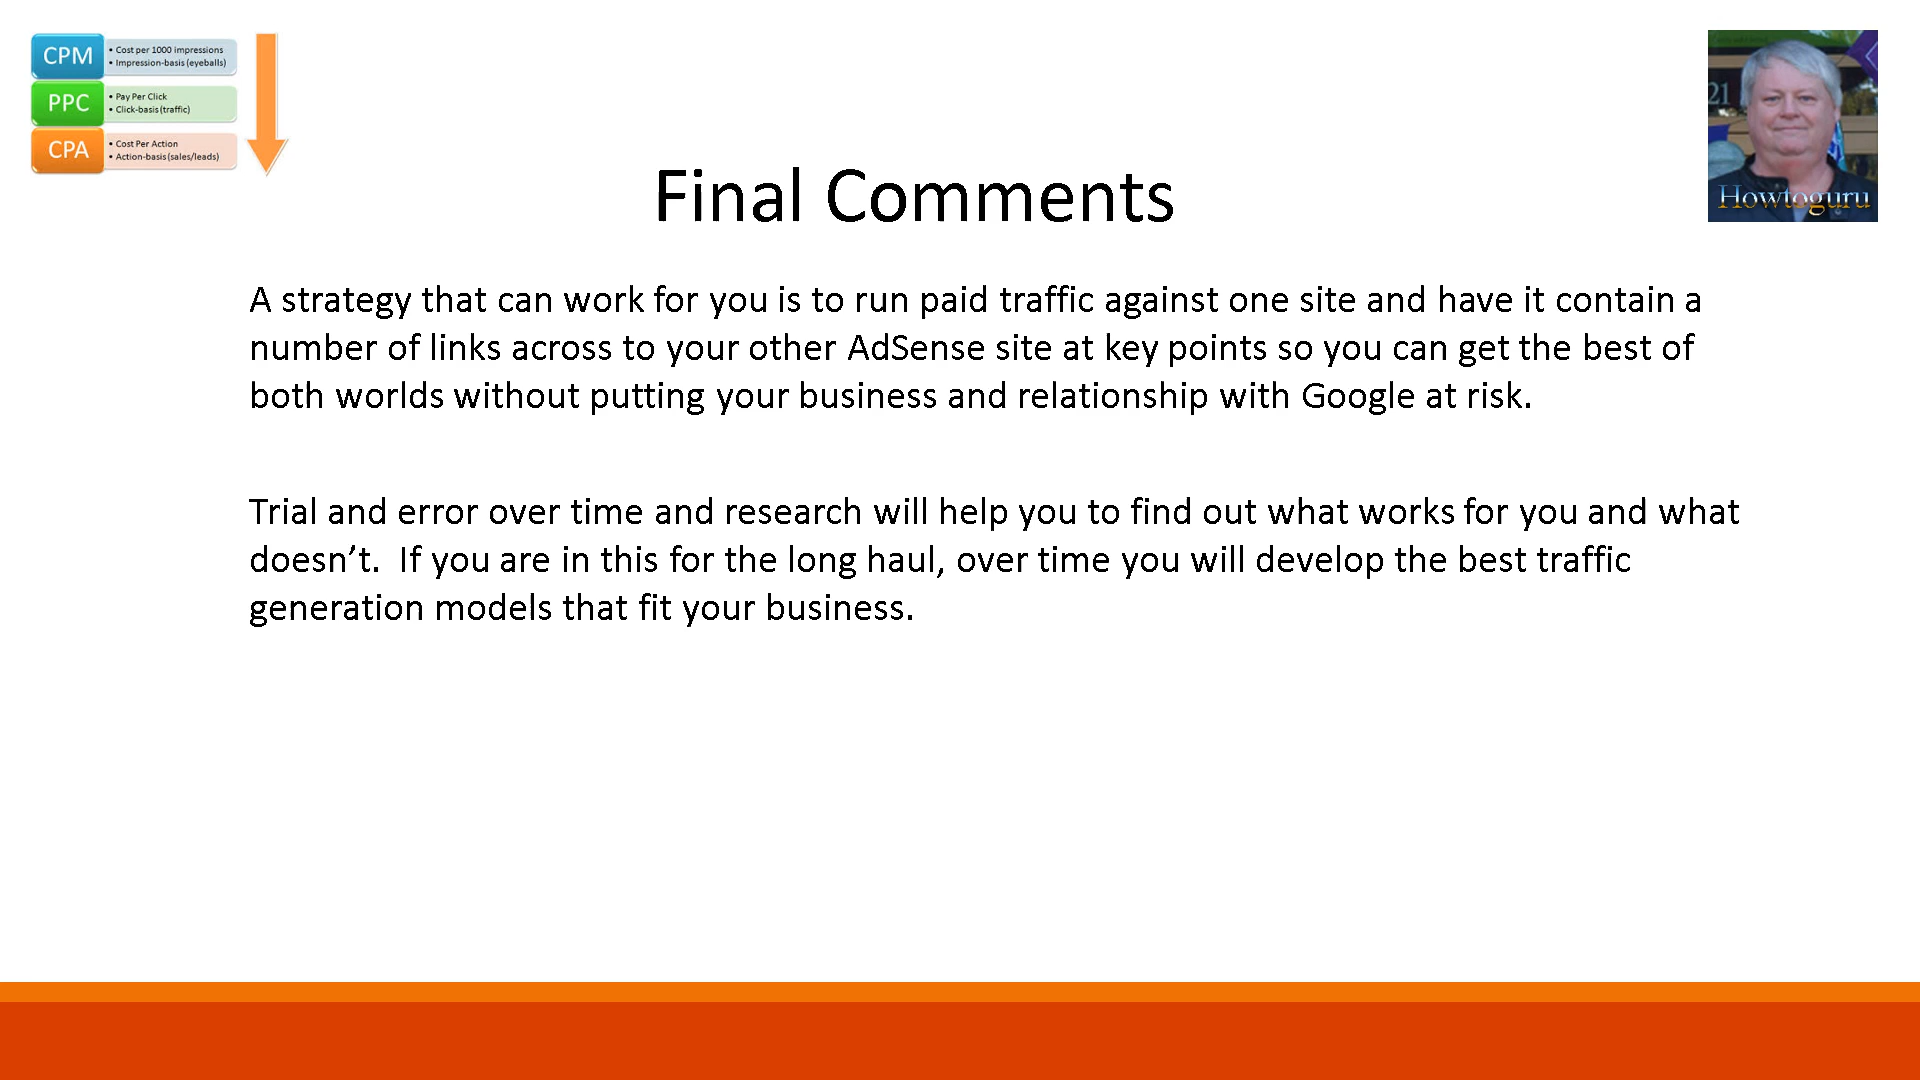 CPM
• Cost per 1000 impressions
• Impression-basis (eyeballs)
PPC
• Pay Per Click
• Click-basis (traffic)
CPA
• Cost Per Action
• Action-basis (sales/leads)
21
Howtoguru
Final Comments
A strategy that can work for you is to run paid traffic against one site and have it contain a
number of links across to your other AdSense site at key points so you can get the best of
both worlds without putting your business and relationship with Google at risk.
Trial and error over time and research will help you to find out what works for you and what
doesn’t.  If you are in this for the long haul, over time you will develop the best traffic
generation models that fit your business.